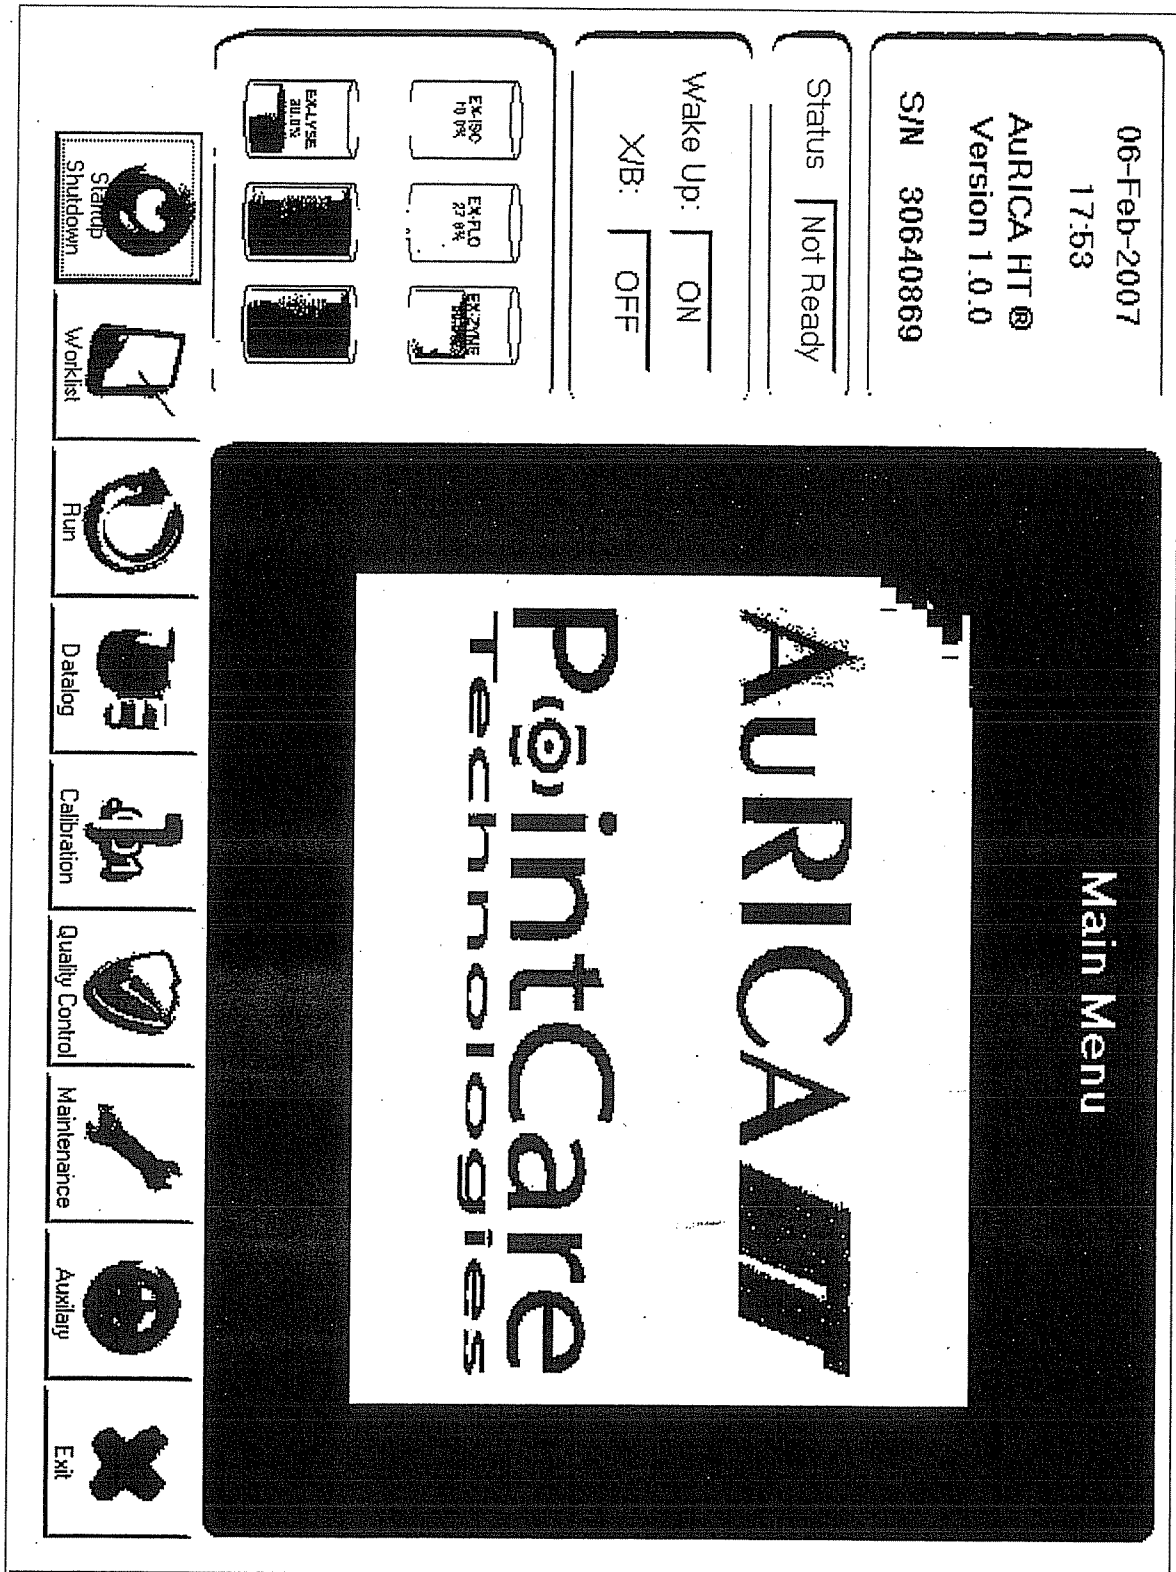 06-Feb-2007
17:53
AuRICA HT ®
Version 1.0.0
S/N 30640869
Status Not Ready
Wake Up: ON
X/B: OFF
EX-ISO
EX-FLO
EX-ZYME
EX-LYSE
Main Menu
AURICA
PointCare
Technologies
Startup
Shutdown
Worklist
Run
Datalog
Calibration
Quality Control
Maintenance
Auxilary
Exit